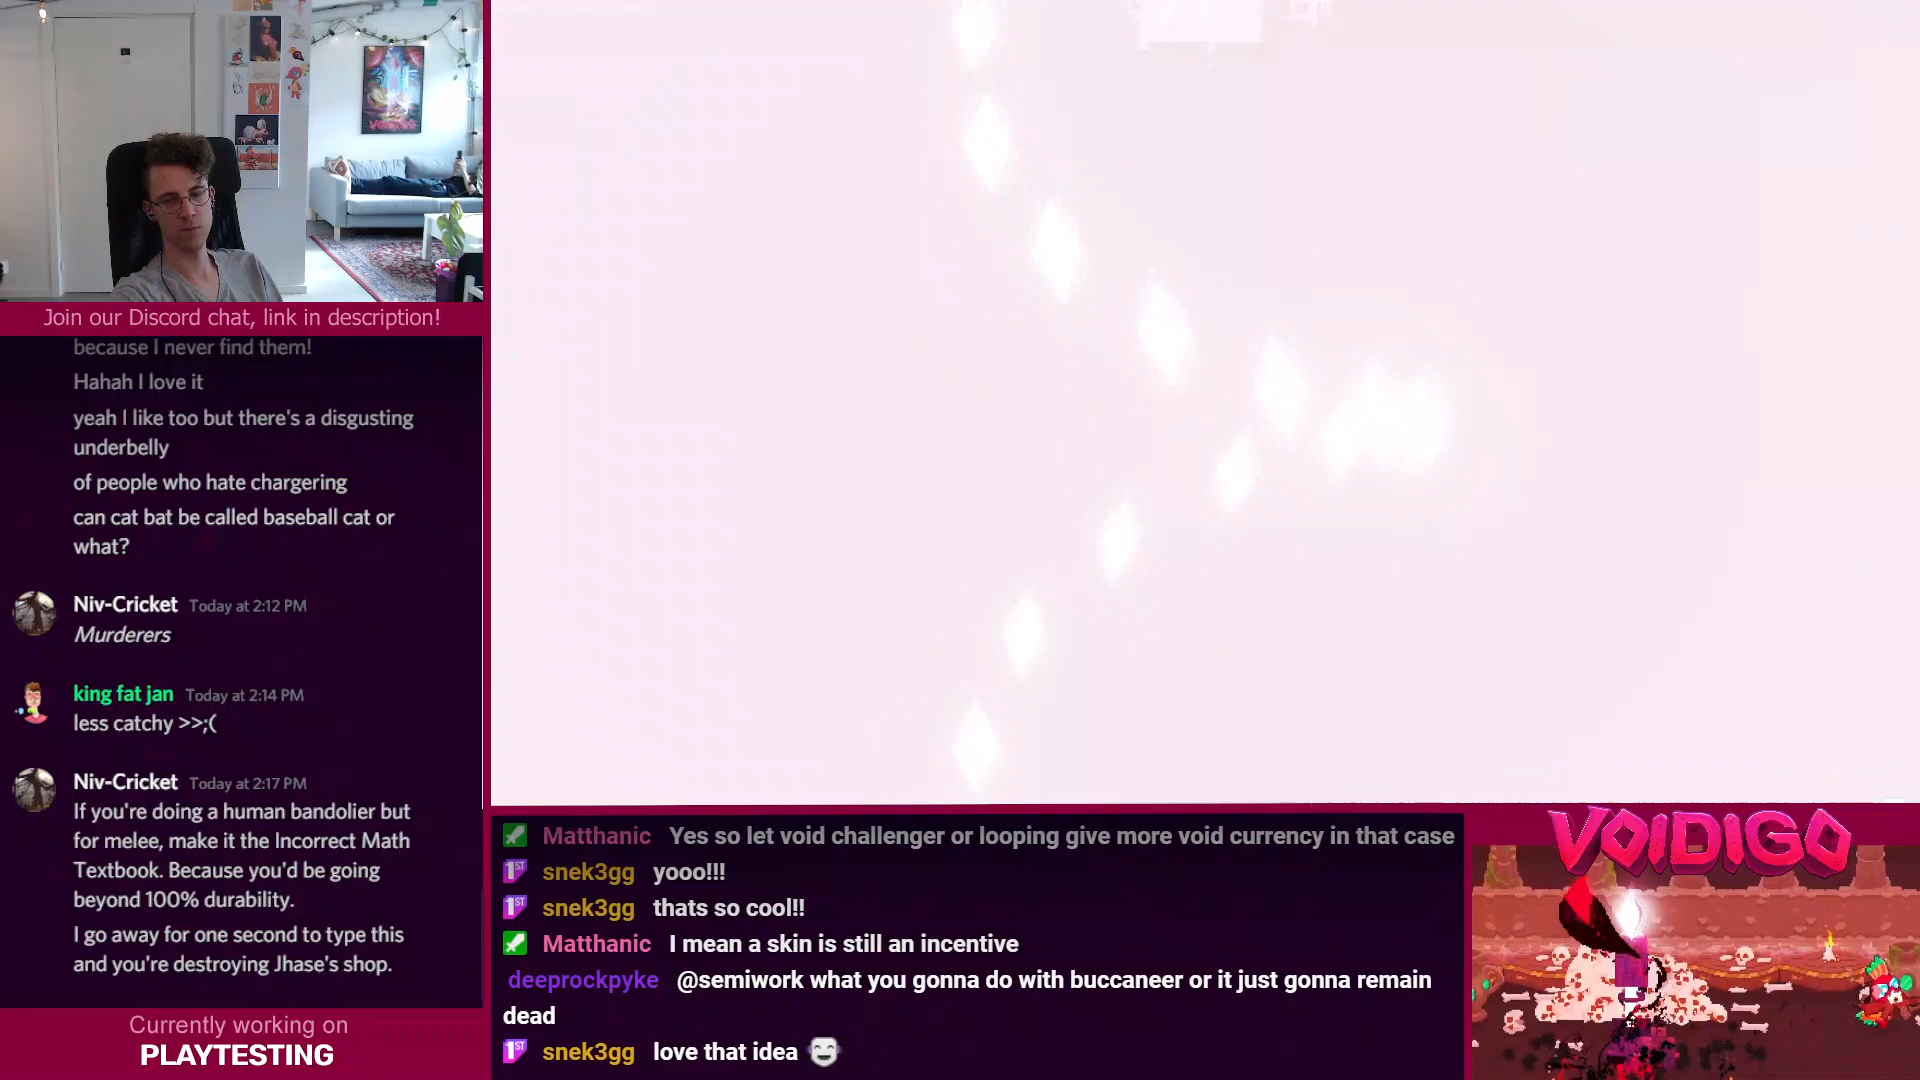 VOIDIGO
Join our Discord chat, link in description!
because I never find them!
Hahah I love it
yeah I like too but there's a disgusting
underbelly
of people who hate chargering
can cat bat be called baseball cat or
what?
Niv-Cricket Today at 2:12 PM
Murderers
king fat jan Today at 2:14 PM
less catchy >>;(
Niv-Cricket Today at 2:17 PM
If you're doing a human bandolier but
for melee, make it the Incorrect Math
Textbook. Because you'd be going
beyond 100% durability.
I go away for one second to type this
and you're destroying Jhase's shop.
Currently working on
PLAYTESTING
Matthanic Yes so let void challenger or looping give more void currency in that case
1ST snek3gg yooo!!!
1ST snek3gg thats so cool!!
Matthanic I mean a skin is still an incentive
deeprockpyke @semiwork what you gonna do with buccaneer or it just gonna remain
dead
1ST snek3gg love that idea
VOIDIGO